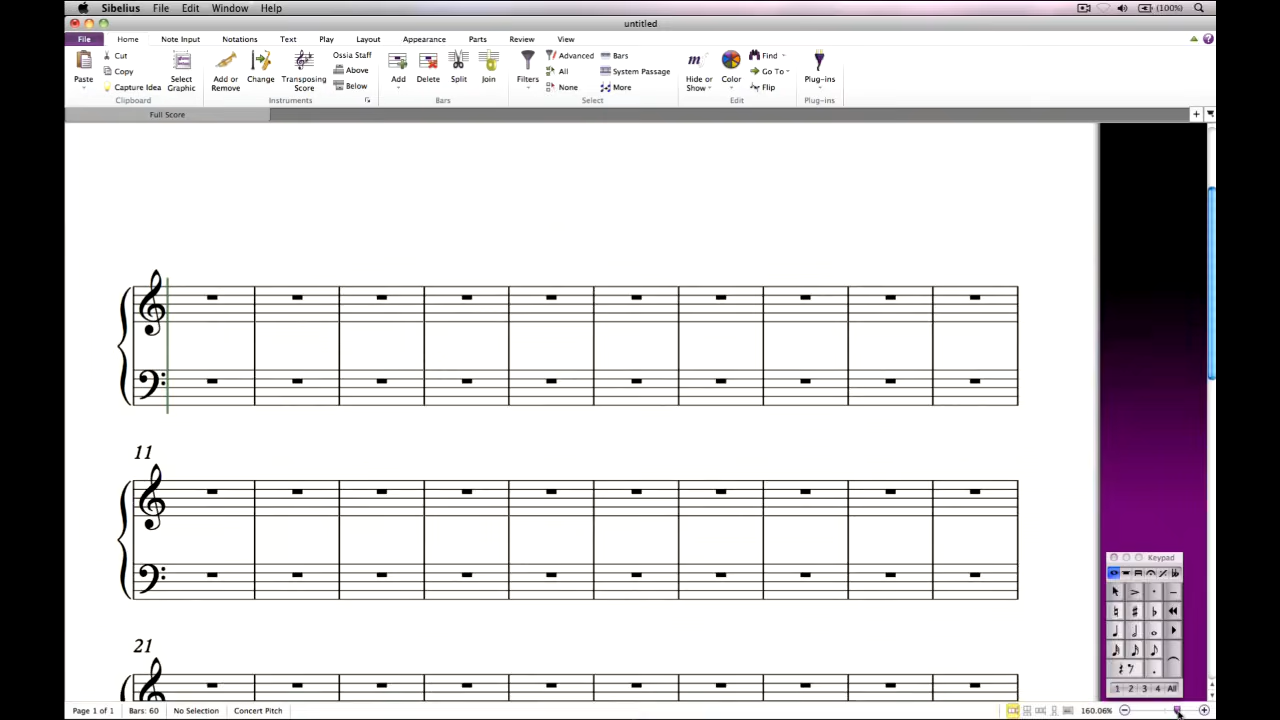 Sibelius File Edit Window Help (100%)
untitled
File Home Note Input Notations Text Play Layout Appearance Parts Review View
Paste Cut Copy Capture Idea Select Graphic Clipboard
Add or Remove Change Transposing Score Ossia Staff Above Below Instruments
Add Delete Split Join Bars
Filters Advanced All None Bars System Passage More Select
Hide or Show Color Find Go To Flip Edit
Plug-ins Plug-ins
Full Score
11
21
Keypad
1 2 3 4 All
Page 1 of 1 Bars: 60 No Selection Concert Pitch 160.06%